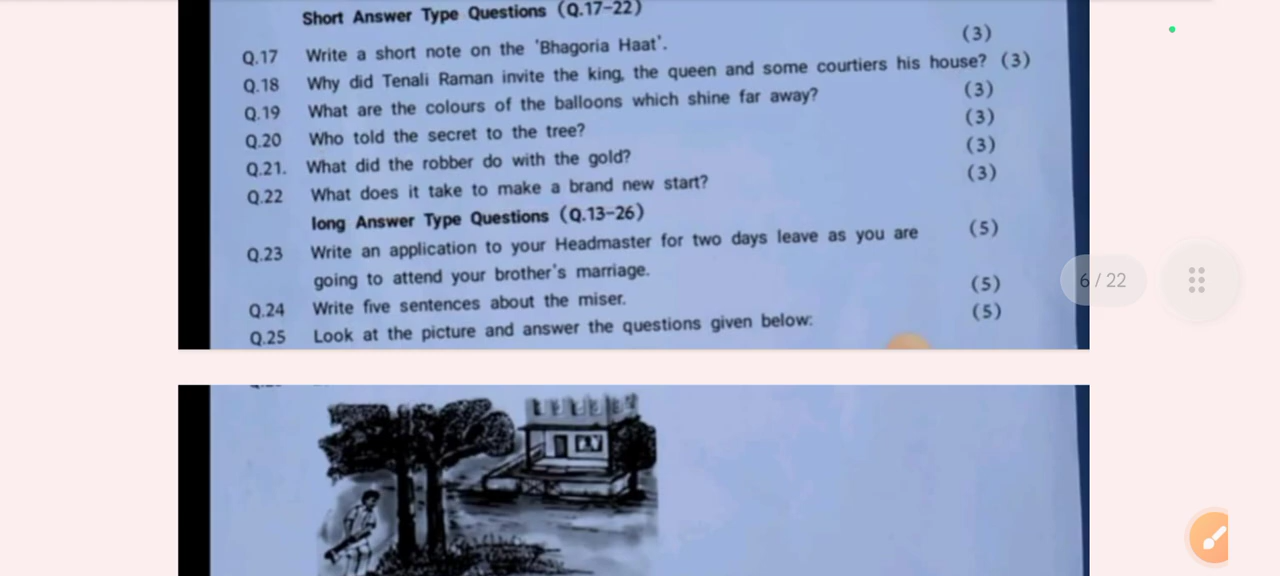 Short Answer Type Questions (Q.17-22)
Q.17 Write a short note on the 'Bhagoria Haat'. (3)
Q.18 Why did Tenali Raman invite the king, the queen and some courtiers his house? (3)
Q.19 What are the colours of the balloons which shine far away? (3)
Q.20 Who told the secret to the tree? (3)
Q.21. What did the robber do with the gold? (3)
Q.22 What does it take to make a brand new start? (3)
long Answer Type Questions (Q.13-26)
Q.23 Write an application to your Headmaster for two days leave as you are (5)
going to attend your brother's marriage.
Q.24 Write five sentences about the miser. (5)
Q.25 Look at the picture and answer the questions given below: (5)
6 / 22